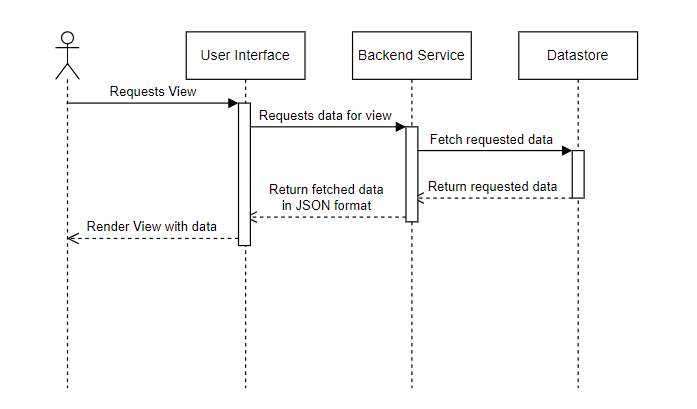 User Interface
Backend Service
Datastore
Requests View
Requests data for view
Fetch requested data
Return requested data
Return fetched data
in JSON format
Render View with data